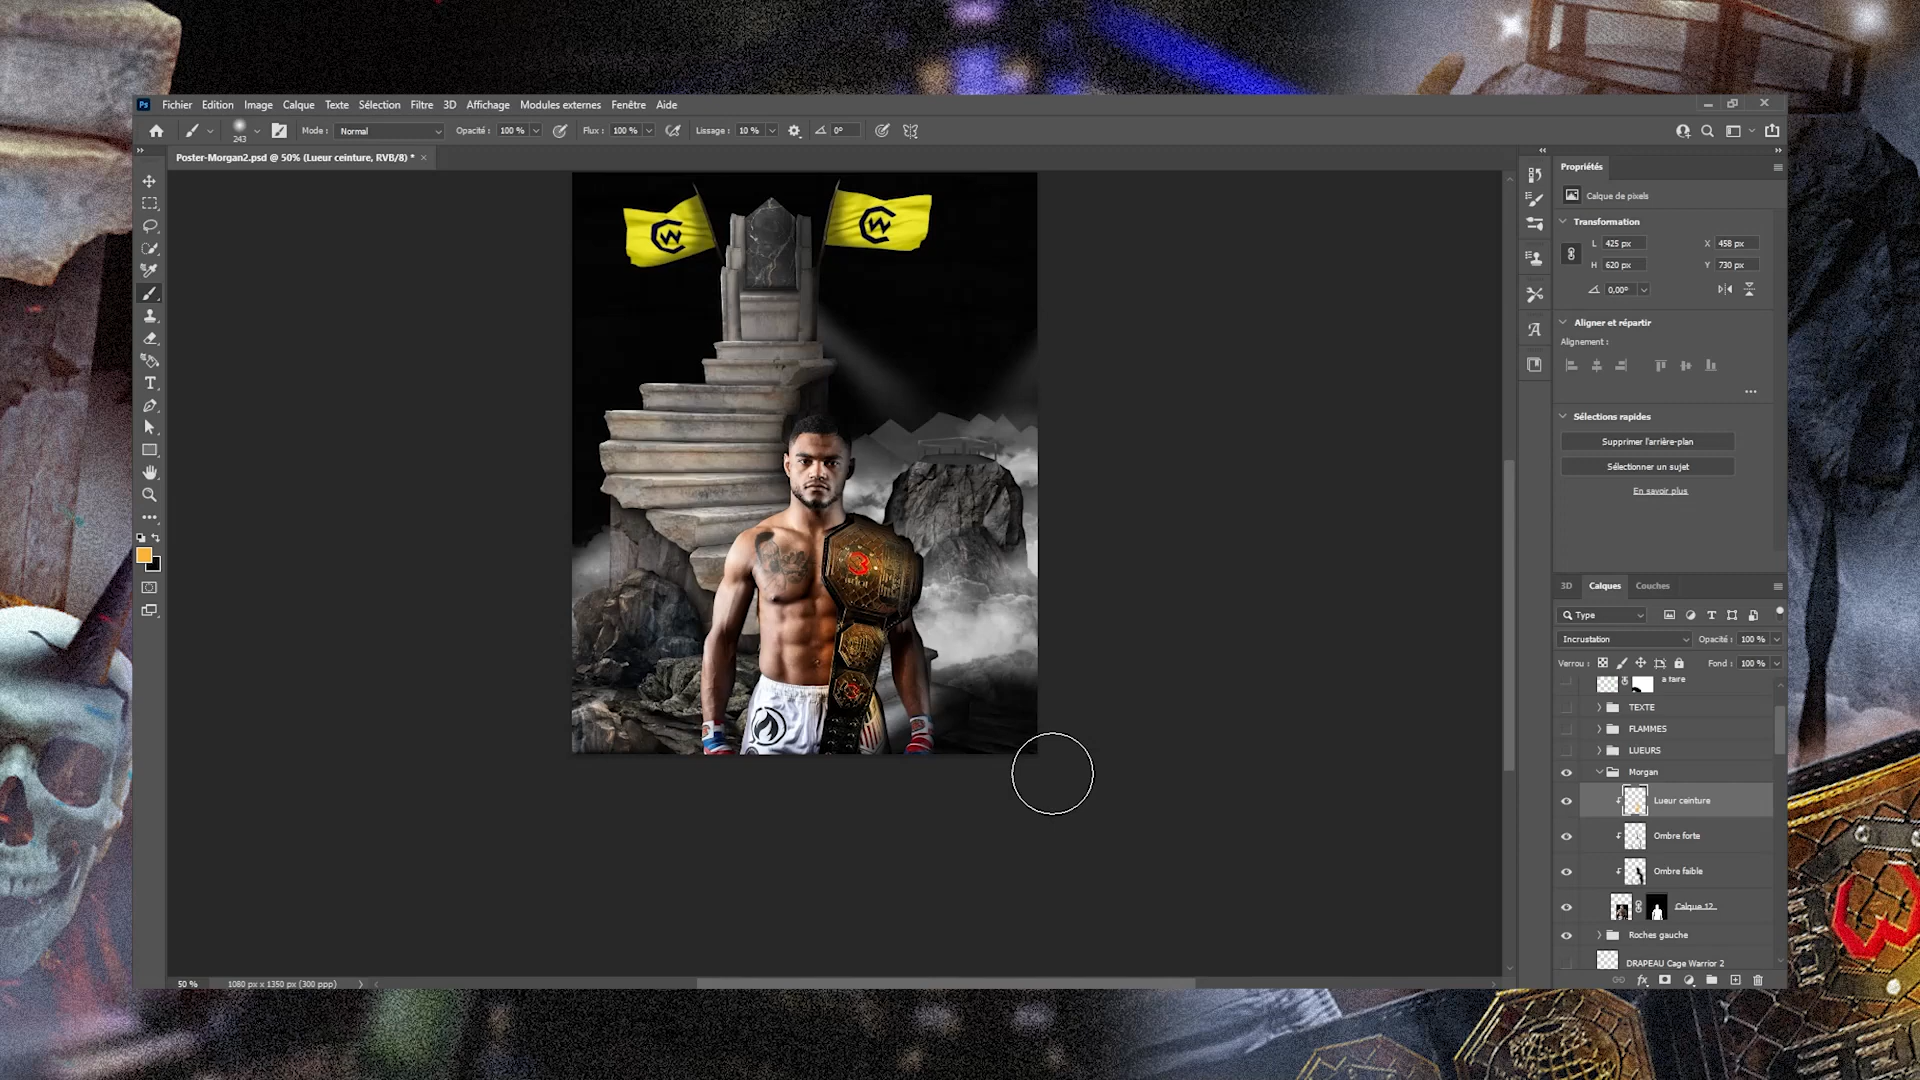 Ps Fichier Edition Image Calque Texte Sélection Filtre 3D Affichage Modules externes Fenêtre Aide
243 Mode : Normal Opacité : 100 % Flux : 100 % Lissage : 10 % 0°
Poster-Morgan2.psd @ 50% (Lueur ceinture, RVB/8) * ×
Propriétés
Calque de pixels
Transformation
L 425 px X 458 px
H 620 px Y 730 px
0,00°
Aligner et répartir
Alignement :
Sélections rapides
Supprimer l'arrière-plan
Sélectionner un sujet
En savoir plus
3D Calques Couches
Type
Incrustation Opacité : 100 %
Verrou : Fond : 100 %
a faire
TEXTE
FLAMMES
LUEURS
Morgan
Lueur ceinture
Ombre forte
Ombre faible
Calque 12
Roches gauche
DRAPEAU Cage Warrior 2
fx
50 % 1080 px x 1350 px (300 ppp)